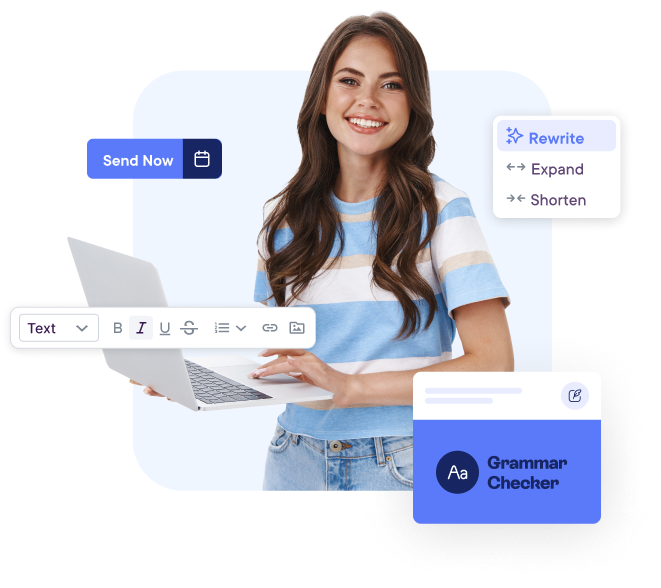 Send Now
Rewrite
Expand
Shorten
Text
B I U S
Aa
Grammar
Checker